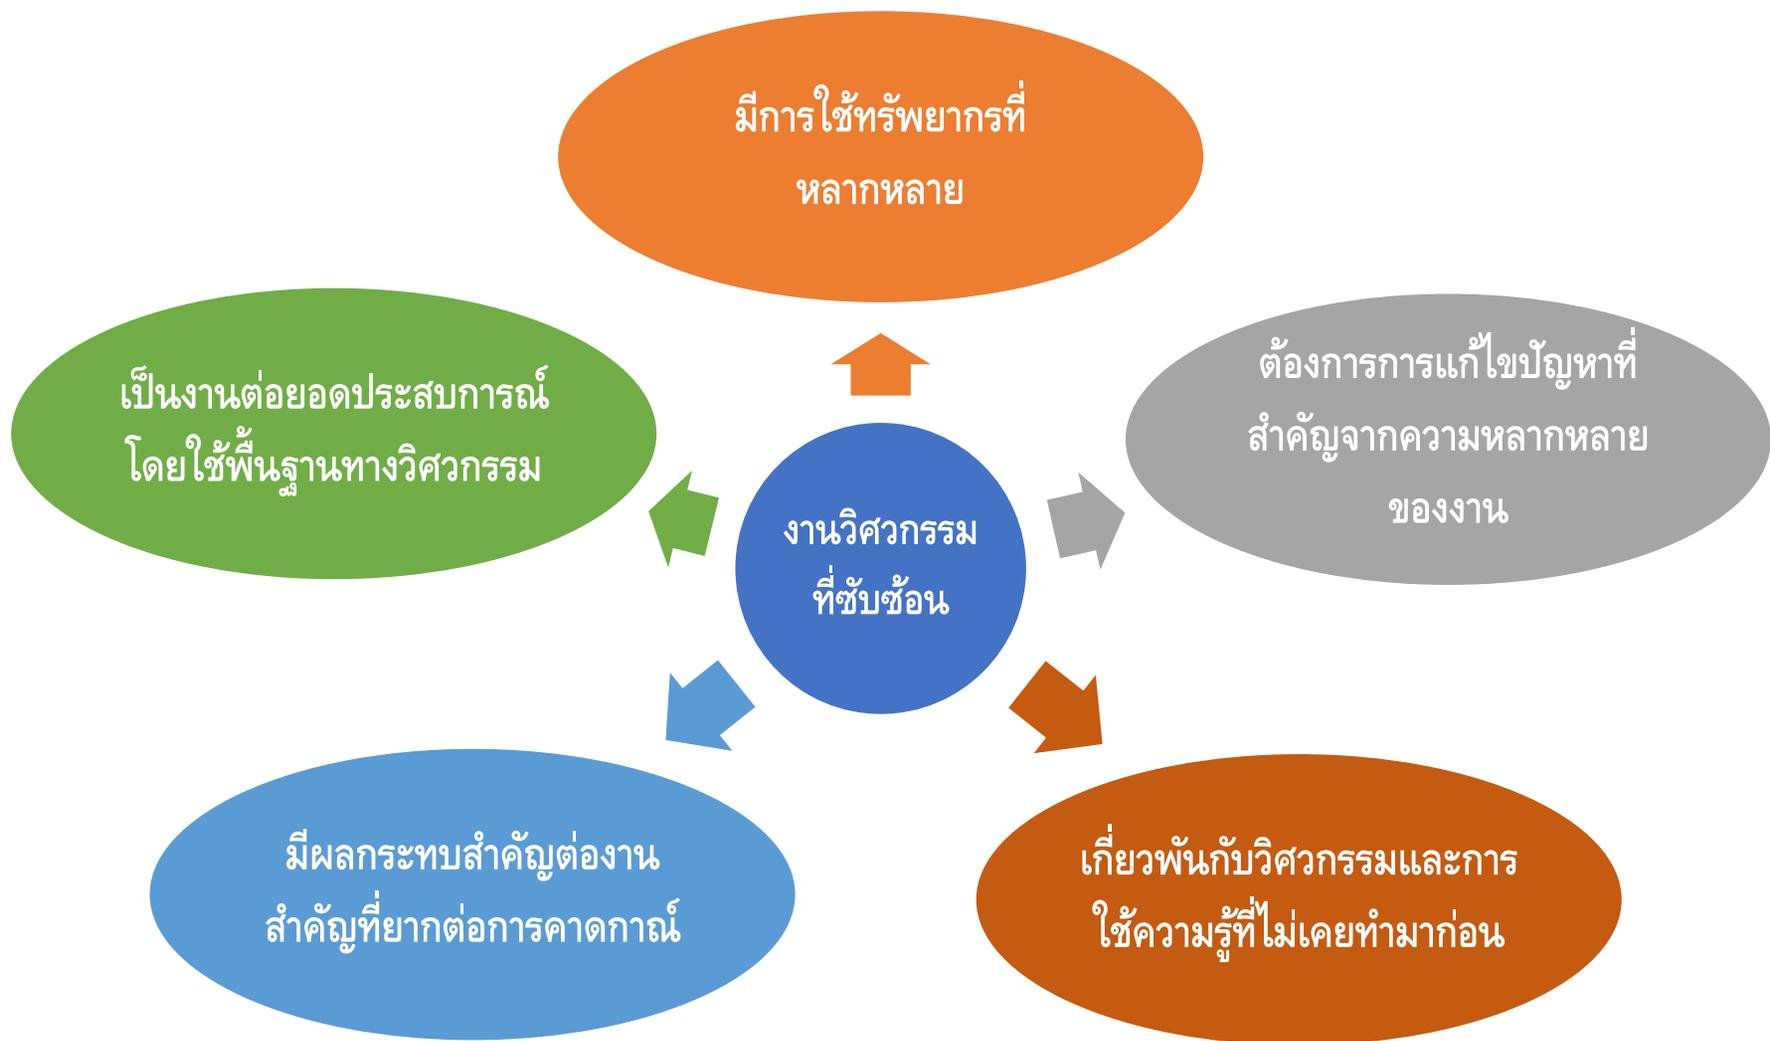 มีการใช้ทรัพยากรที่
หลากหลาย
ต้องการการแก้ไขปัญหาที่
สำคัญจากความหลากหลาย
ของงาน
เป็นงานต่อยอดประสบการณ์
โดยใช้พื้นฐานทางวิศวกรรม
งานวิศวกรรม
ที่ซับซ้อน
มีผลกระทบสำคัญต่องาน
สำคัญที่ยากต่อการคาดกาณ์
เกี่ยวพันกับวิศวกรรมและการ
ใช้ความรู้ที่ไม่เคยทำมาก่อน